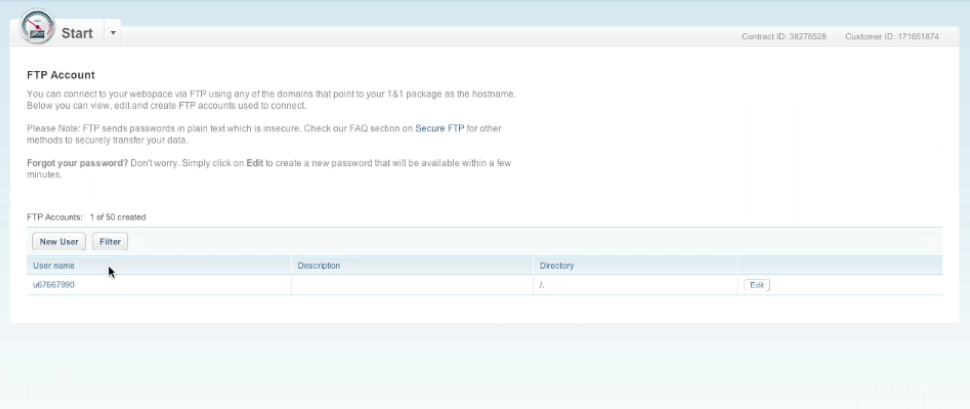 Start
Contract ID: 38278528 Customer ID: 171651874
FTP Account
You can connect to your webspace via FTP using any of the domains that point to your 1&1 package as the hostname.
Below you can view, edit and create FTP accounts used to connect.
Please Note: FTP sends passwords in plain text which is insecure. Check our FAQ section on Secure FTP for other
methods to securely transfer your data.
Forgot your password? Don't worry. Simply click on Edit to create a new password that will be available within a few
minutes.
FTP Accounts: 1 of 50 created
New User Filter
User name Description Directory
u67667990 /. Edit